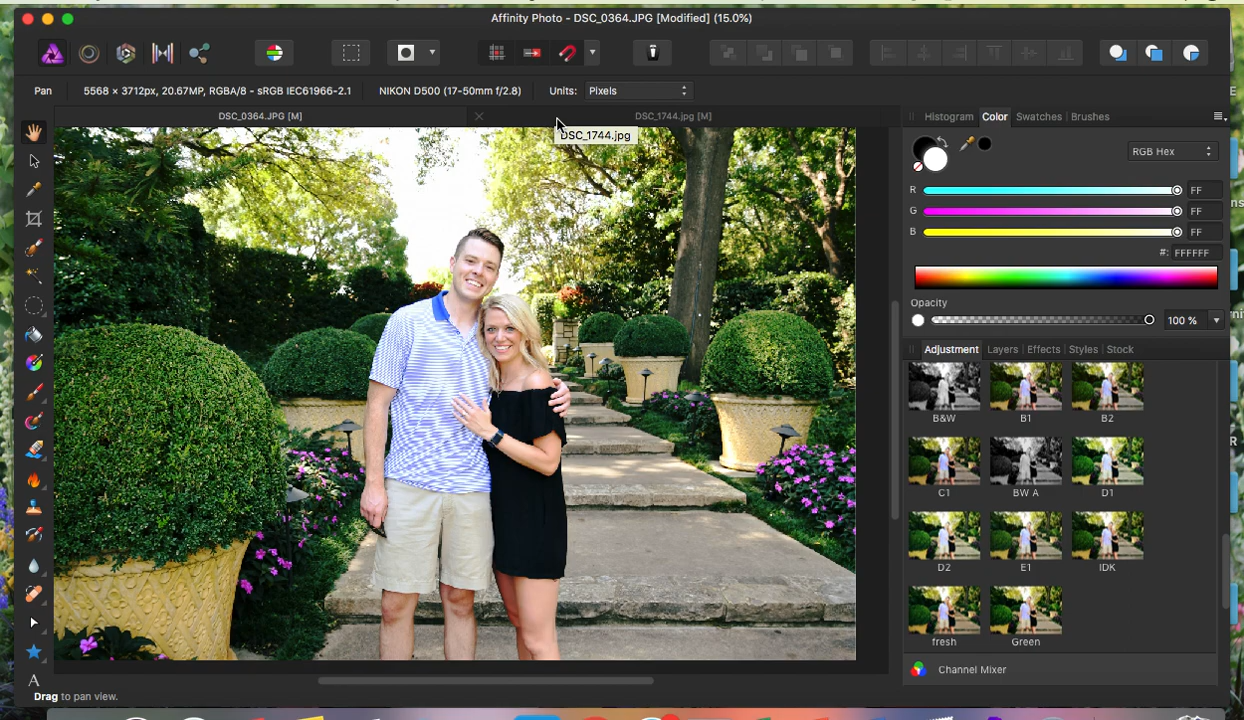 Affinity Photo - DSC_0364.JPG [Modified] (15.0%)
Pan 5568 × 3712px, 20.67MP, RGBA/8 - sRGB IEC61966-2.1 NIKON D500 (17-50mm f/2.8) Units: Pixels
DSC_0364.JPG [M] DSC_1744.jpg [M]
DSC_1744.jpg
Histogram Color Swatches Brushes
RGB Hex
R FF
G FF
B FF
#: FFFFFF
Opacity
100 %
Adjustment Layers Effects Styles Stock
B&W B1 B2
C1 BW A D1
D2 E1 IDK
fresh Green
Channel Mixer
A
Drag to pan view.